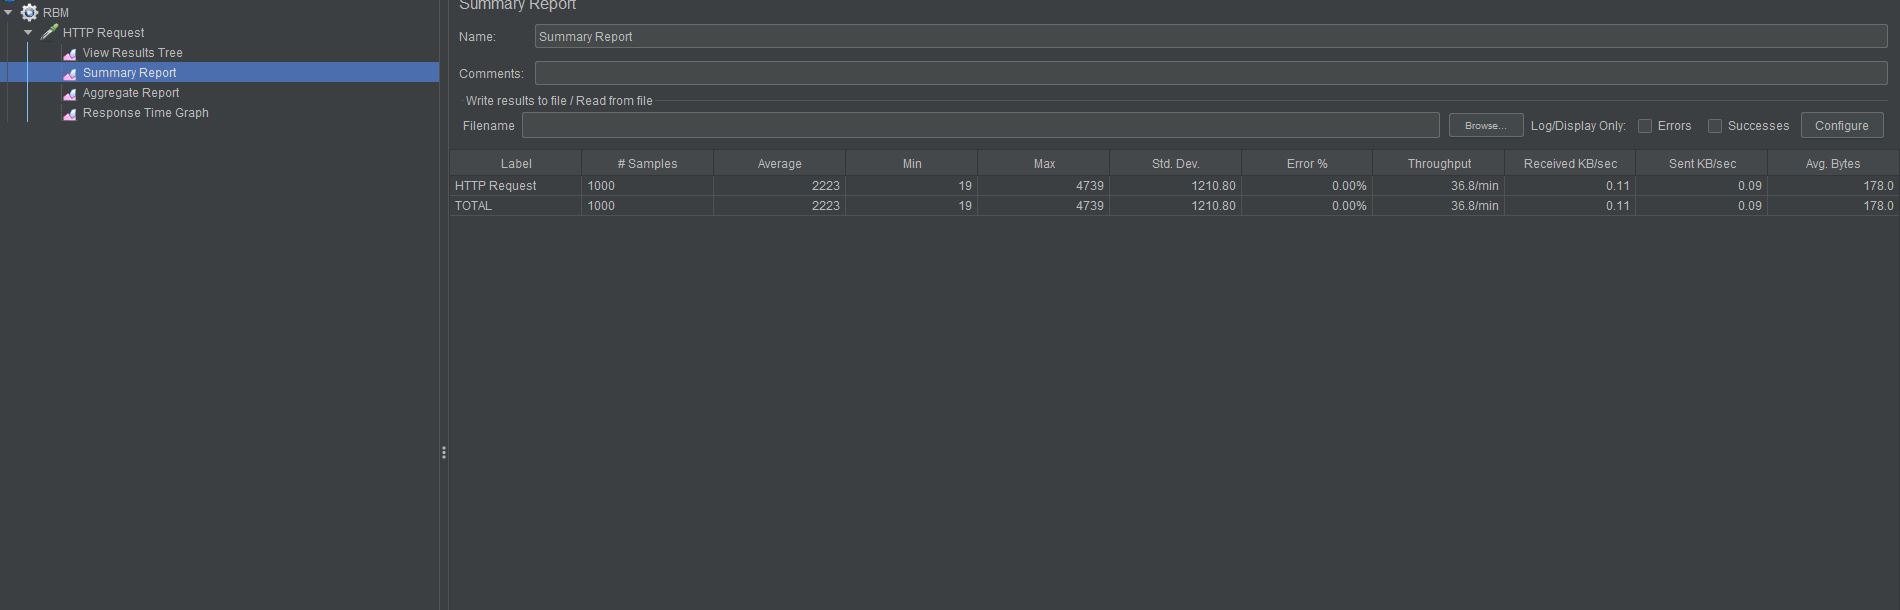 RBM
HTTP Request
View Results Tree
Summary Report
Aggregate Report
Response Time Graph
Summary Report
Name: Summary Report
Comments:
Write results to file / Read from file
Filename Browse... Log/Display Only: Errors Successes Configure
Label # Samples Average Min Max Std. Dev. Error % Throughput Received KB/sec Sent KB/sec Avg. Bytes
HTTP Request 1000 2223 19 4739 1210.80 0.00% 36.8/min 0.11 0.09 178.0
TOTAL 1000 2223 19 4739 1210.80 0.00% 36.8/min 0.11 0.09 178.0